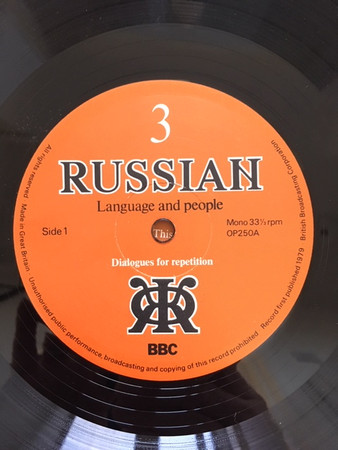 3
RUSSIAN
Language and people
Side 1
This
Mono 33⅓ rpm
OP250A
Dialogues for repetition
BBC
All rights reserved Made in Great Britain Unauthorised public performance, broadcasting and copying of this record prohibited Record first published 1979 British Broadcasting Corporation